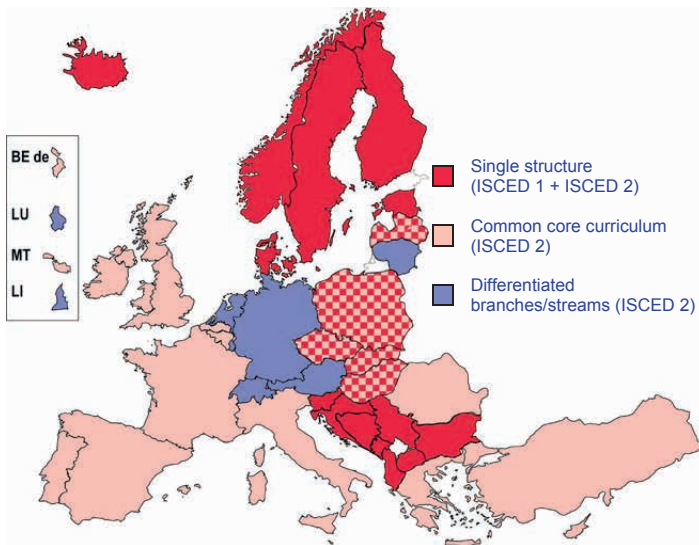 BE de
LU
MT
LI
Single structure
(ISCED 1 + ISCED 2)
Common core curriculum
(ISCED 2)
Differentiated
branches/streams (ISCED 2)